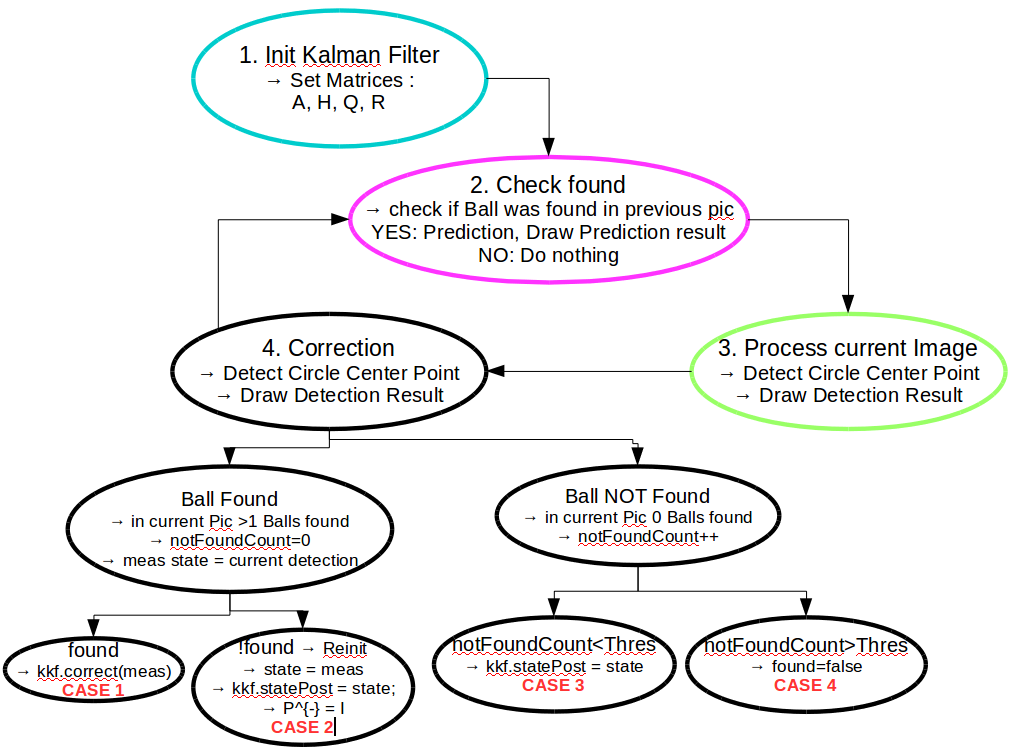 1. Init Kalman Filter
→ Set Matrices :
A, H, Q, R
2. Check found
→ check if Ball was found in previous pic
YES: Prediction, Draw Prediction result
NO: Do nothing
4. Correction
→ Detect Circle Center Point
→ Draw Detection Result
3. Process current Image
→ Detect Circle Center Point
→ Draw Detection Result
Ball Found
→ in current Pic >1 Balls found
→ notFoundCount=0
→ meas state = current detection
Ball NOT Found
→ in current Pic 0 Balls found
→ notFoundCount++
found
→ kkf.correct(meas)
CASE 1
!found → Reinit
→ state = meas
→ kkf.statePost = state;
→ P^{-} = I
CASE 2
notFoundCount<Thres
→ kkf.statePost = state
CASE 3
notFoundCount>Thres
→ found=false
CASE 4